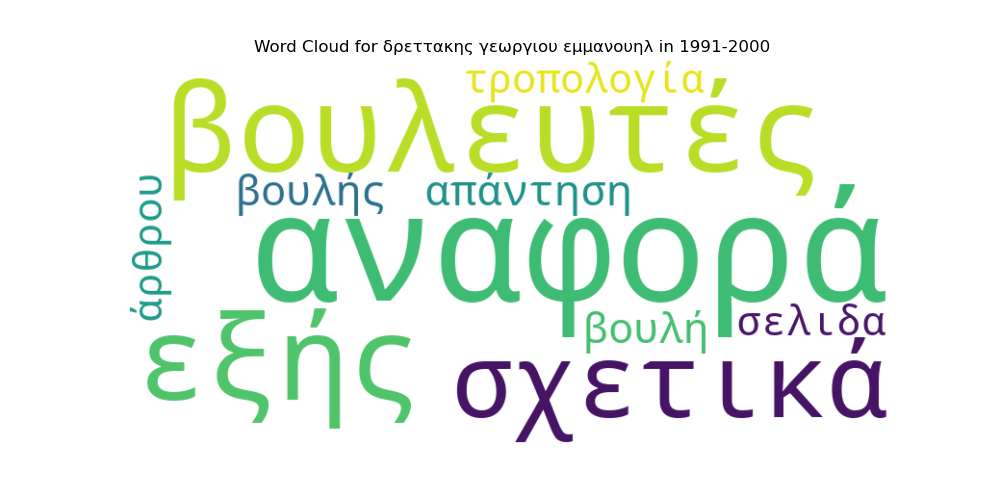 Word Cloud for δρεττακης γεωργιου εμμανουηλ in 1991-2000
τροπολογία
βουλευτές
βουλής απάντηση
άρθρου
αναφορά
βουλή σελιδα
εξής
σχετικά